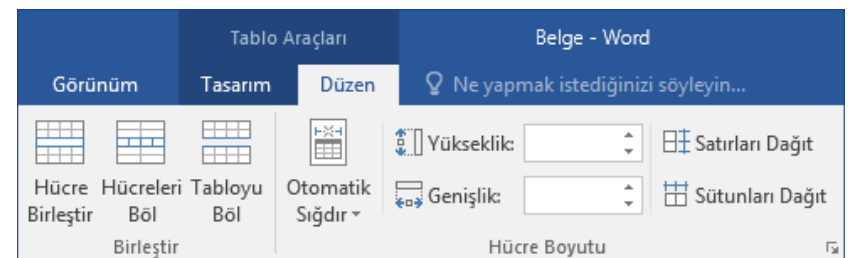 Tablo Araçları
Belge - Word
Görünüm
Tasarım
Düzen
Ne yapmak istediğinizi söyleyin...
Hücre Birleştir
Hücreleri Böl
Tabloyu Böl
Birleştir
Otomatik Sığdır
Yükseklik:
Genişlik:
Satırları Dağıt
Sütunları Dağıt
Hücre Boyutu